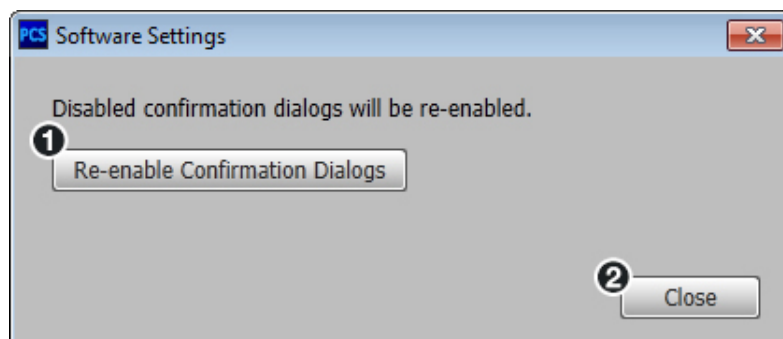 PCS Software Settings
Disabled confirmation dialogs will be re-enabled.
1
Re-enable Confirmation Dialogs
2
Close